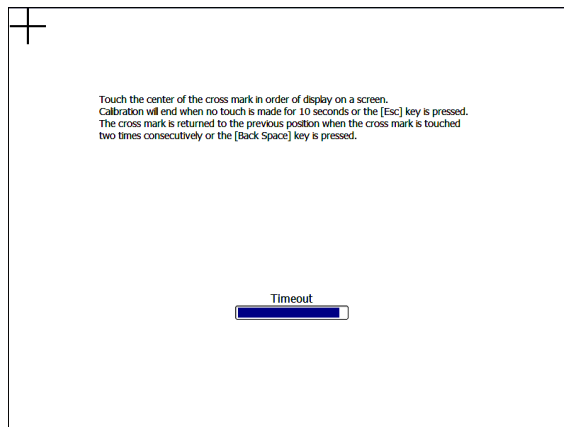 Touch the center of the cross mark in order of display on a screen.
Calibration will end when no touch is made for 10 seconds or the [Esc] key is pressed.
The cross mark is returned to the previous position when the cross mark is touched
two times consecutively or the [Back Space] key is pressed.
Timeout